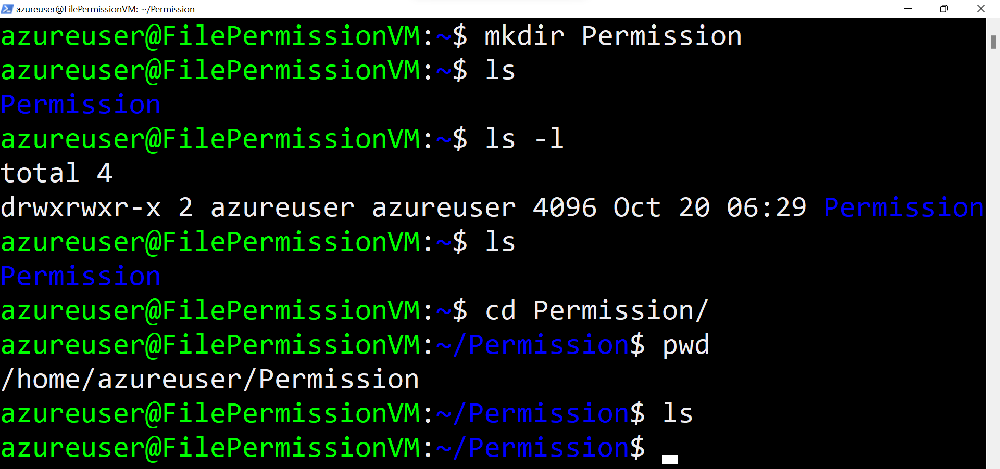 azureuser@FilePermissionVM: ~/Permission
azureuser@FilePermissionVM:~$ mkdir Permission
azureuser@FilePermissionVM:~$ ls
Permission
azureuser@FilePermissionVM:~$ ls -l
total 4
drwxrwxr-x 2 azureuser azureuser 4096 Oct 20 06:29 Permission
azureuser@FilePermissionVM:~$ ls
Permission
azureuser@FilePermissionVM:~$ cd Permission/
azureuser@FilePermissionVM:~/Permission$ pwd
/home/azureuser/Permission
azureuser@FilePermissionVM:~/Permission$ ls
azureuser@FilePermissionVM:~/Permission$